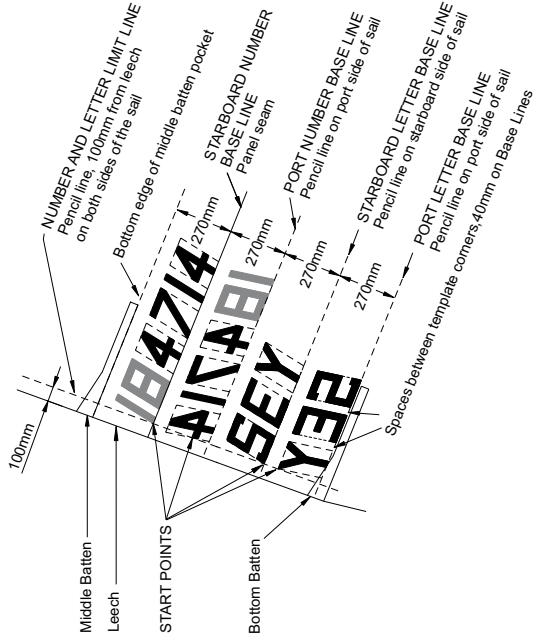 NUMBER AND LETTER LIMIT LINE
Pencil line, 100mm from leech
on both sides of the sail
Bottom edge of middle batten pocket
STARBOARD NUMBER
BASE LINE
Panel seam
PORT NUMBER BASE LINE
Pencil line on port side of sail
STARBOARD LETTER BASE LINE
Pencil line on starboard side of sail
PORT LETTER BASE LINE
Pencil line on port side of sail
Spaces between template corners,40mm on Base Lines
270mm
270mm
270mm
270mm
184714
417481
SEY
YƎƧ
100mm
Middle Batten
Leech
START POINTS
Bottom Batten